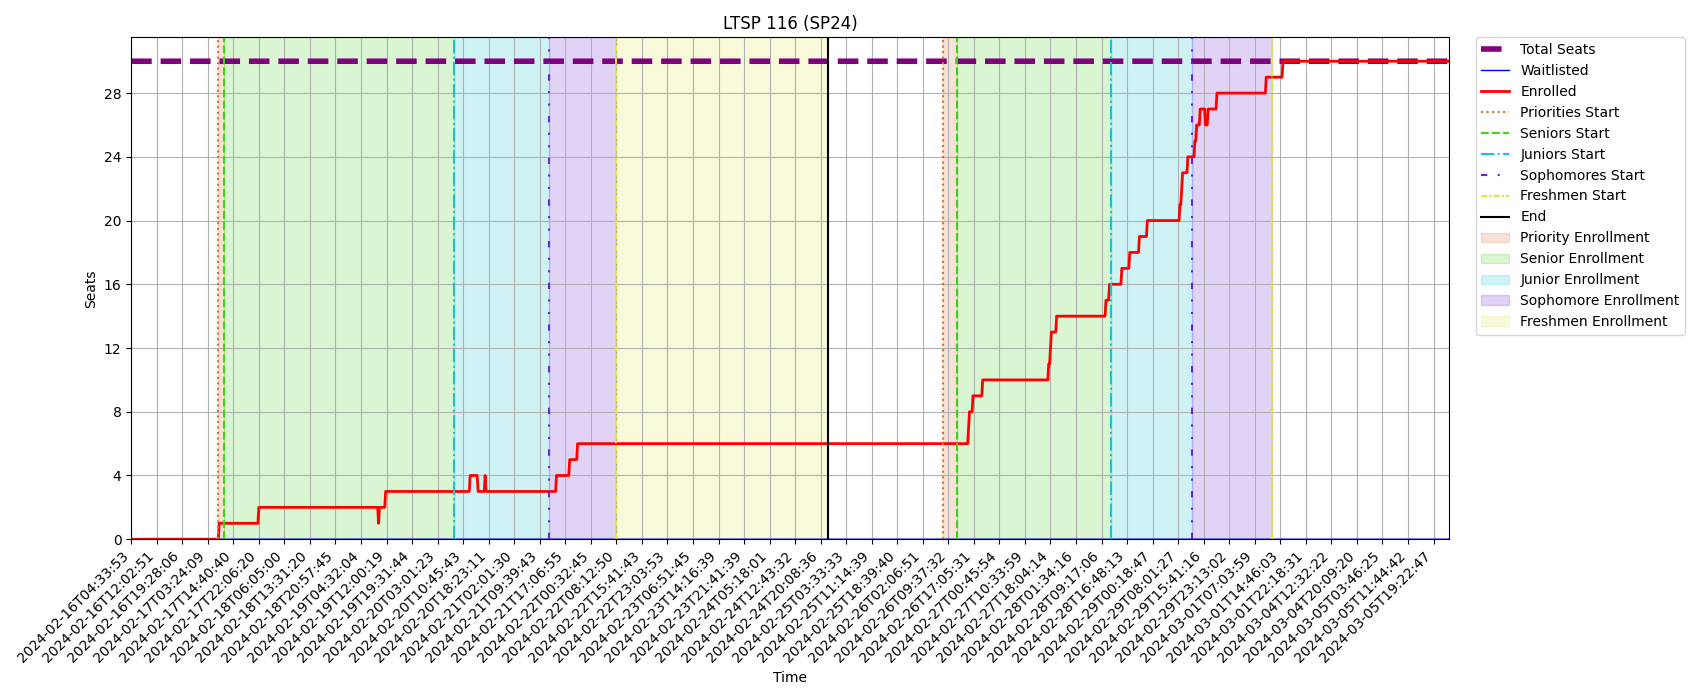 LTSP 116 (SP24)
Seats
28
24
20
16
12
8
4
0
2024-02-16T04:33:53
2024-02-16T12:02:51
2024-02-16T19:28:06
2024-02-17T03:24:09
2024-02-17T14:40:40
2024-02-17T22:06:20
2024-02-18T06:05:00
2024-02-18T13:31:20
2024-02-18T20:57:45
2024-02-19T04:32:04
2024-02-19T12:00:19
2024-02-19T19:31:44
2024-02-20T03:01:23
2024-02-20T10:45:43
2024-02-20T18:23:11
2024-02-21T02:01:30
2024-02-21T09:39:43
2024-02-21T17:06:55
2024-02-22T00:32:45
2024-02-22T08:12:50
2024-02-22T15:41:43
2024-02-22T23:03:53
2024-02-23T06:51:45
2024-02-23T14:16:39
2024-02-23T21:41:39
2024-02-24T05:18:01
2024-02-24T12:43:32
2024-02-24T20:08:36
2024-02-25T03:33:33
2024-02-25T11:14:39
2024-02-25T18:39:40
2024-02-26T02:06:51
2024-02-26T09:37:32
2024-02-26T17:05:31
2024-02-27T00:45:54
2024-02-27T10:33:59
2024-02-27T18:04:14
2024-02-28T01:34:16
2024-02-28T09:17:06
2024-02-28T16:48:13
2024-02-29T00:18:47
2024-02-29T08:01:27
2024-02-29T15:41:16
2024-02-29T23:13:02
2024-03-01T07:03:59
2024-03-01T14:46:03
2024-03-01T22:18:31
2024-03-04T12:32:22
2024-03-04T20:09:20
2024-03-05T03:46:25
2024-03-05T11:44:42
2024-03-05T19:22:47
Time
Total Seats
Waitlisted
Enrolled
Priorities Start
Seniors Start
Juniors Start
Sophomores Start
Freshmen Start
End
Priority Enrollment
Senior Enrollment
Junior Enrollment
Sophomore Enrollment
Freshmen Enrollment